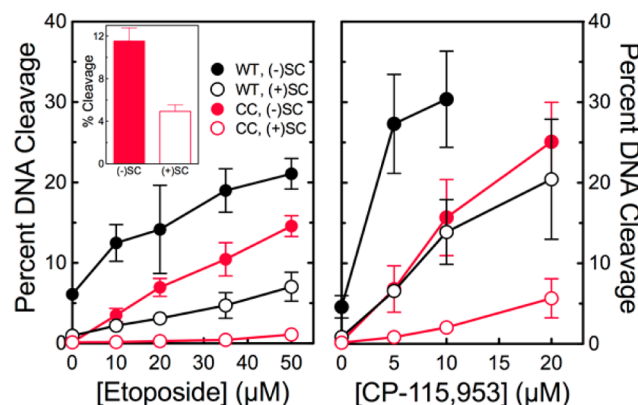 40
30
20
10
0
Percent DNA Cleavage
12
8
4
0
% Cleavage
(-)SC (+)SC
WT, (-)SC
WT, (+)SC
CC, (-)SC
CC, (+)SC
0 10 20 30 40 50
[Etoposide] (µM)
40
30
20
10
0
Percent DNA Cleavage
0 5 10 15 20
[CP-115,953] (µM)